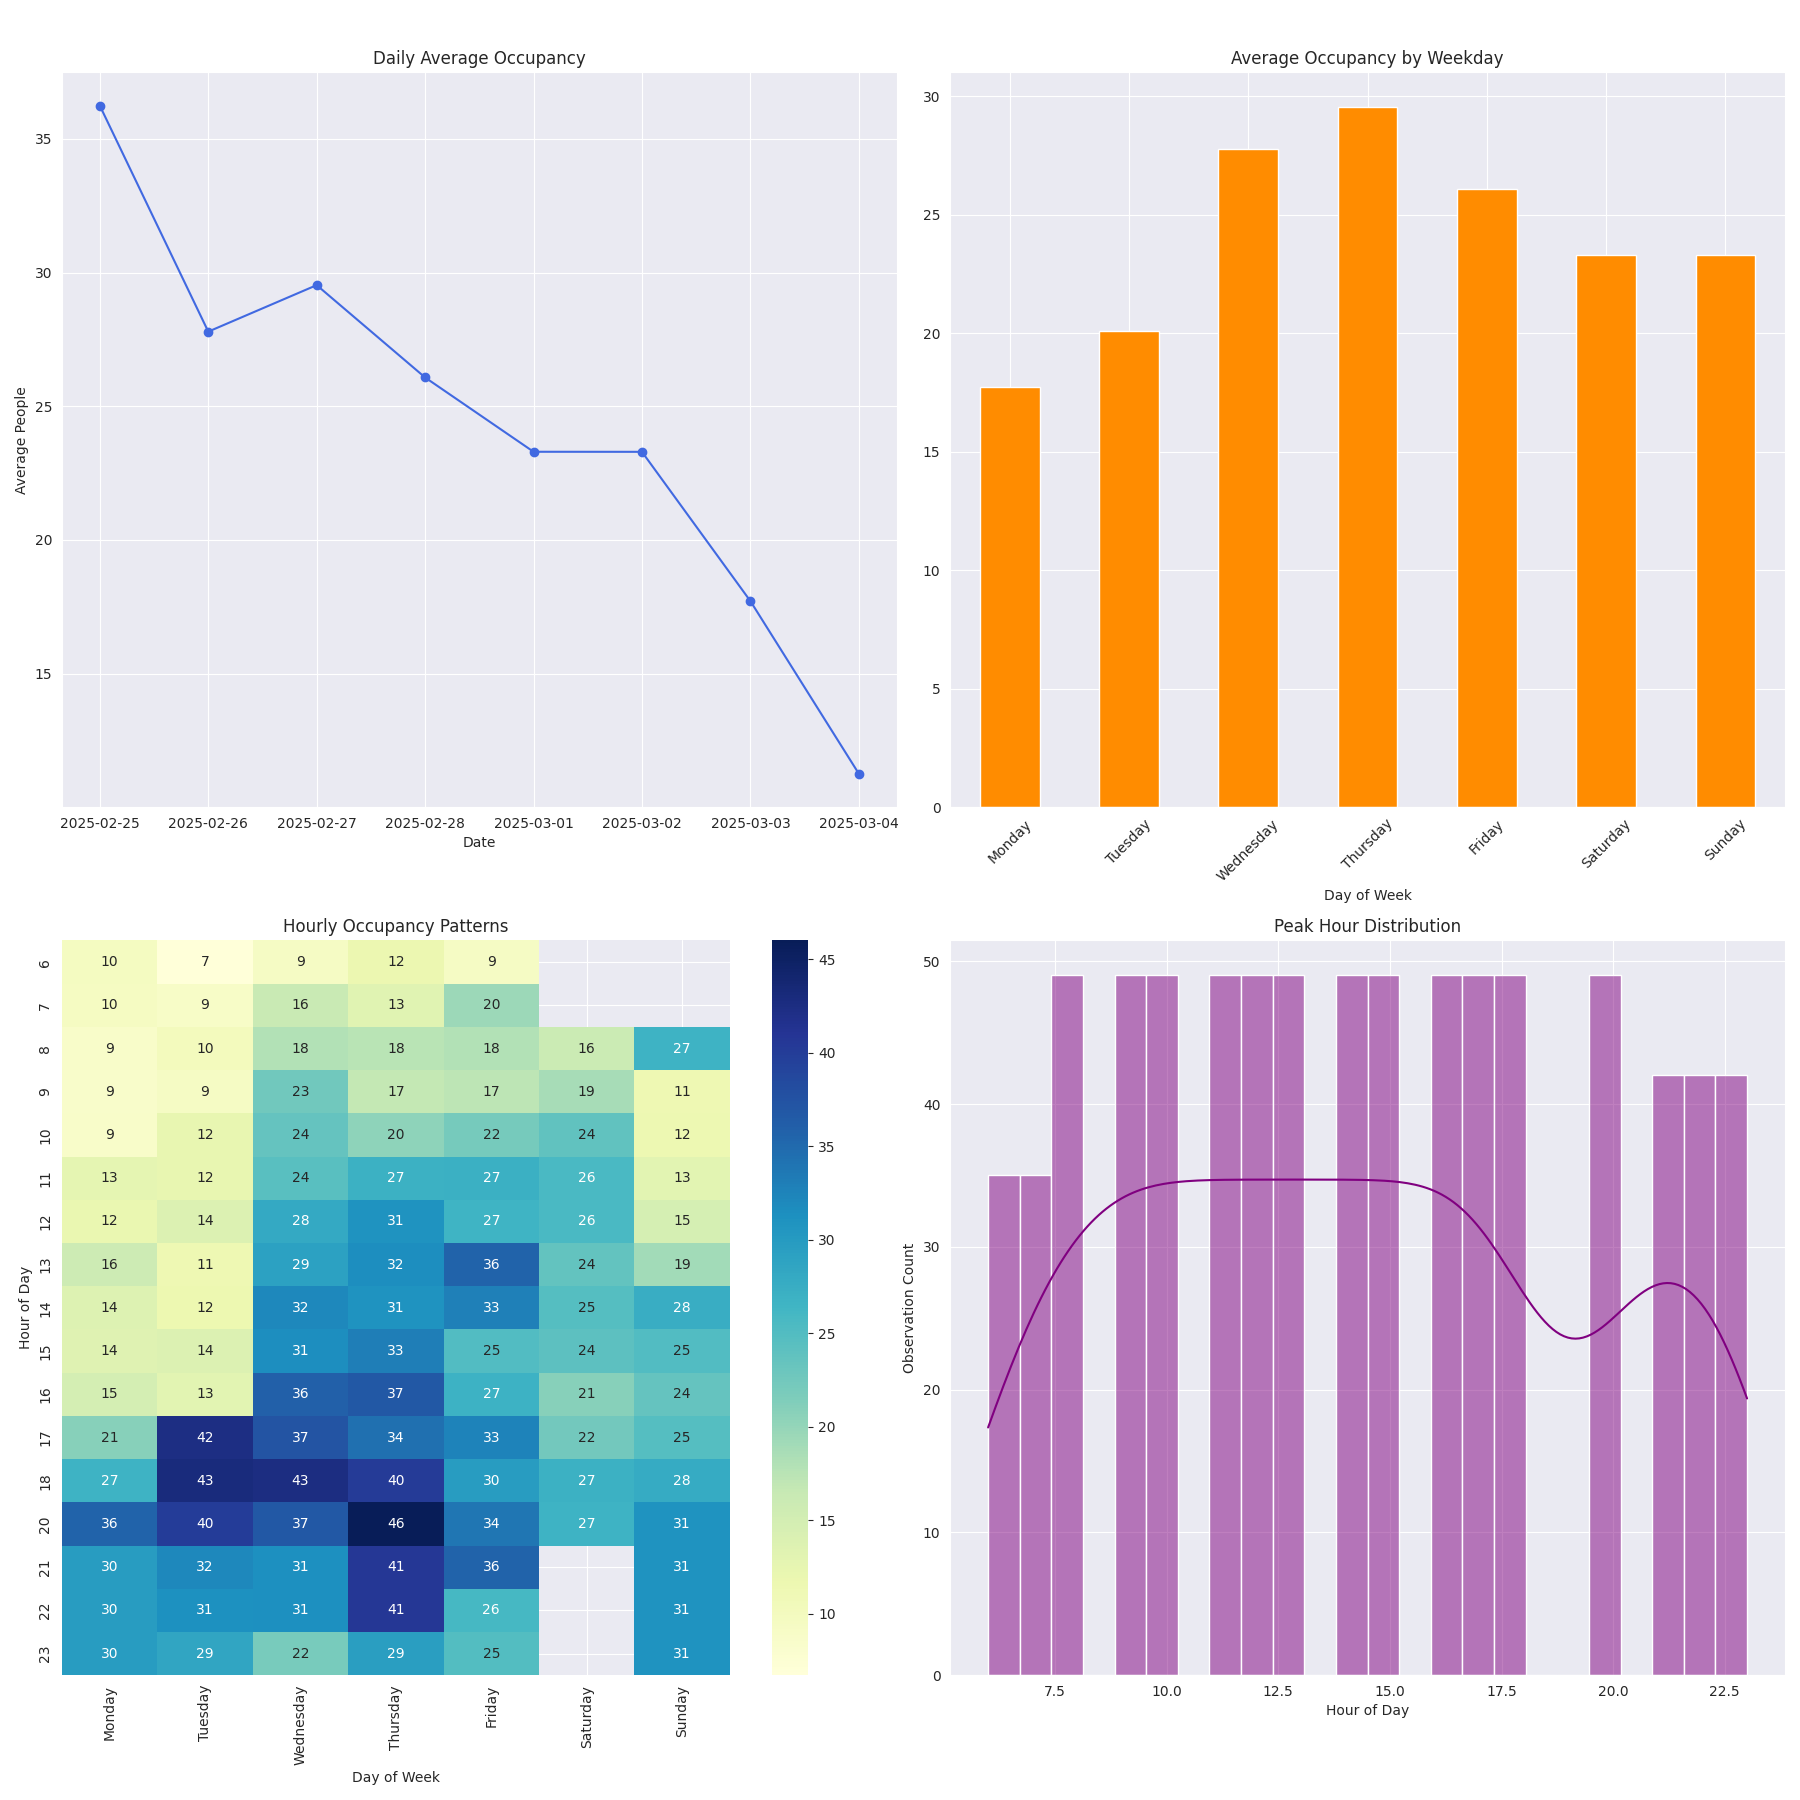 Daily Average Occupancy
Average People
35
30
25
20
15
2025-02-25 2025-02-26 2025-02-27 2025-02-28 2025-03-01 2025-03-02 2025-03-03 2025-03-04
Date
Average Occupancy by Weekday
30
25
20
15
10
5
0
Monday Tuesday Wednesday Thursday Friday Saturday Sunday
Day of Week
Hourly Occupancy Patterns
Hour of Day
6 10 7 9 12 9
7 10 9 16 13 20
8 9 10 18 18 18 16 27
9 9 9 23 17 17 19 11
10 9 12 24 20 22 24 12
11 13 12 24 27 27 26 13
12 12 14 28 31 27 26 15
13 16 11 29 32 36 24 19
14 14 12 32 31 33 25 28
15 14 14 31 33 25 24 25
16 15 13 36 37 27 21 24
17 21 42 37 34 33 22 25
18 27 43 43 40 30 27 28
20 36 40 37 46 34 27 31
21 30 32 31 41 36 31
22 30 31 31 41 26 31
23 30 29 22 29 25 31
Monday Tuesday Wednesday Thursday Friday Saturday Sunday
Day of Week
45
40
35
30
25
20
15
10
Peak Hour Distribution
Observation Count
50
40
30
20
10
0
7.5 10.0 12.5 15.0 17.5 20.0 22.5
Hour of Day